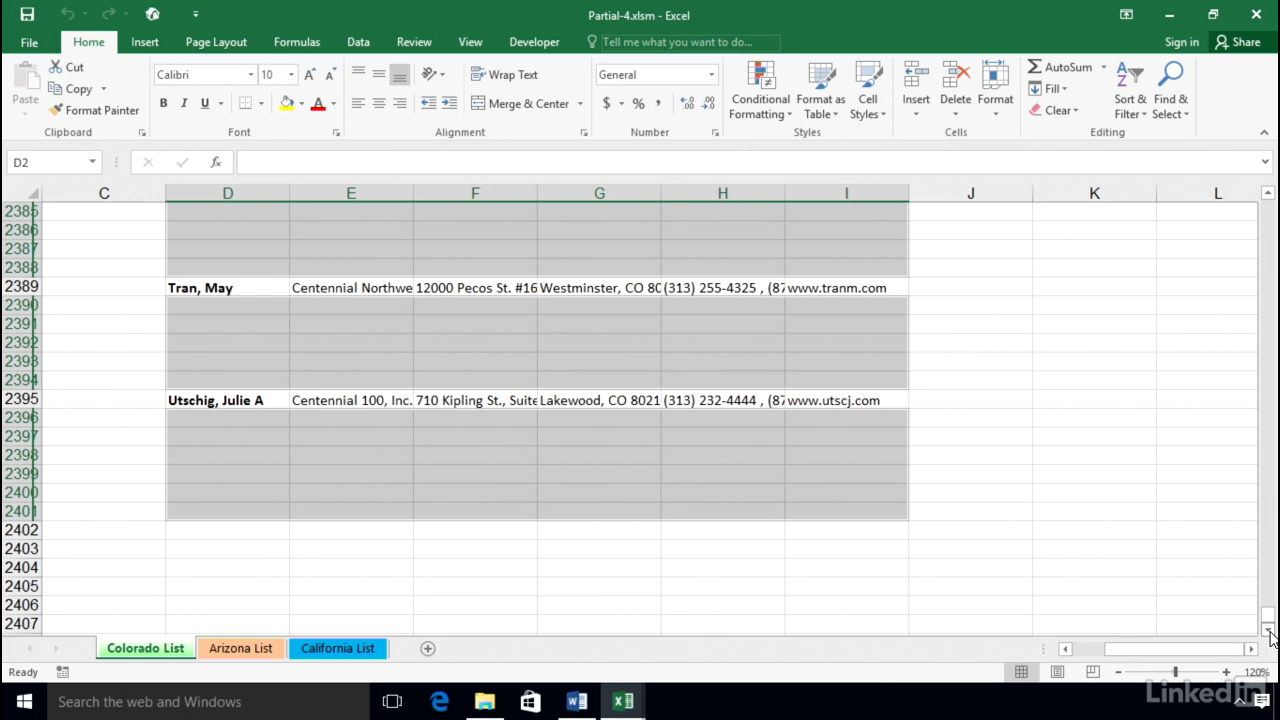 Partial-4.xlsm - Excel
File Home Insert Page Layout Formulas Data Review View Developer Tell me what you want to do... Sign in Share
Paste
Cut
Copy
Format Painter
Clipboard
Calibri 10
B I U A
Font
Wrap Text
Merge & Center
Alignment
General
$ % ,
Number
Conditional Formatting
Format as Table
Cell Styles
Styles
Insert Delete Format
Cells
AutoSum
Fill
Clear
Sort & Filter
Find & Select
Editing
D2 fx
C D E F G H I J K L
2385
2386
2387
2388
2389 Tran, May Centennial Northwe 12000 Pecos St. #16 Westminster, CO 80 (313) 255-4325 , (87 www.tranm.com
2390
2391
2392
2393
2394
2395 Utschig, Julie A Centennial 100, Inc. 710 Kipling St., Suite Lakewood, CO 8021 (313) 232-4444 , (87 www.utscj.com
2396
2397
2398
2399
2400
2401
2402
2403
2404
2405
2406
2407
Colorado List Arizona List California List
Ready 120%
Search the web and Windows
LinkedIn